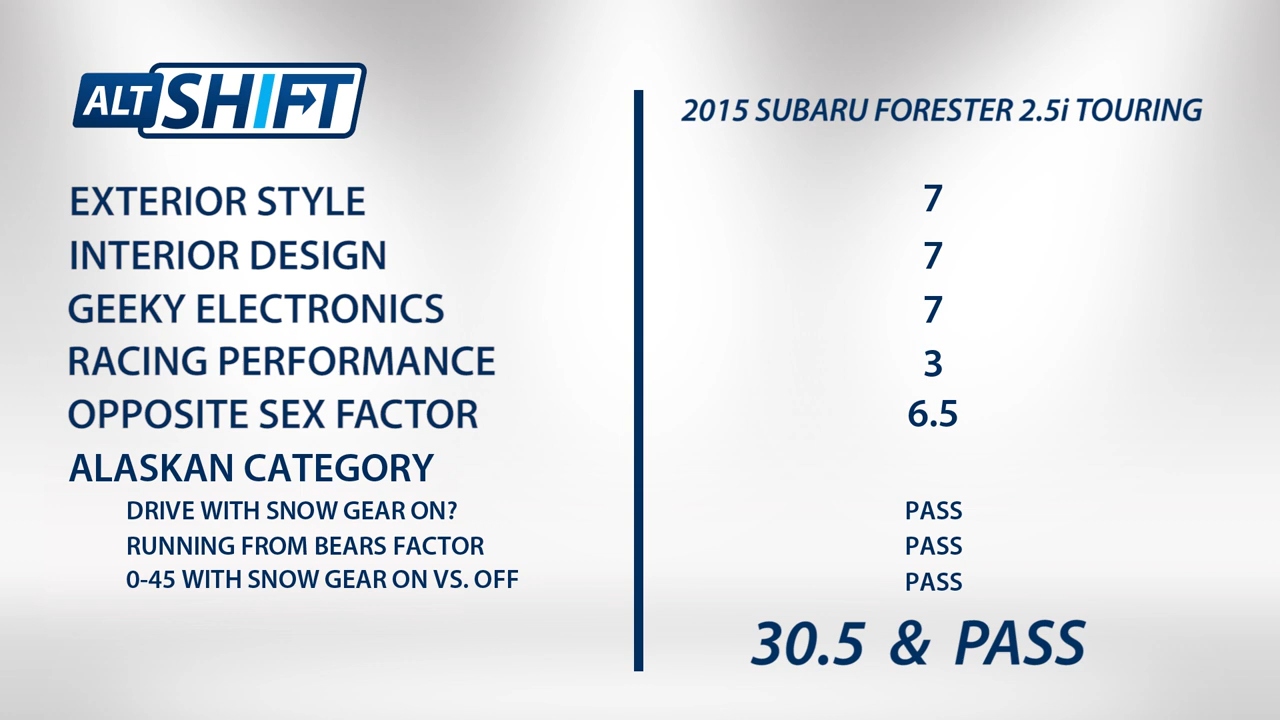 ALT SHIFT
2015 SUBARU FORESTER 2.5i TOURING
EXTERIOR STYLE 7
INTERIOR DESIGN 7
GEEKY ELECTRONICS 7
RACING PERFORMANCE 3
OPPOSITE SEX FACTOR 6.5
ALASKAN CATEGORY
DRIVE WITH SNOW GEAR ON? PASS
RUNNING FROM BEARS FACTOR PASS
0-45 WITH SNOW GEAR ON VS. OFF PASS
30.5 & PASS